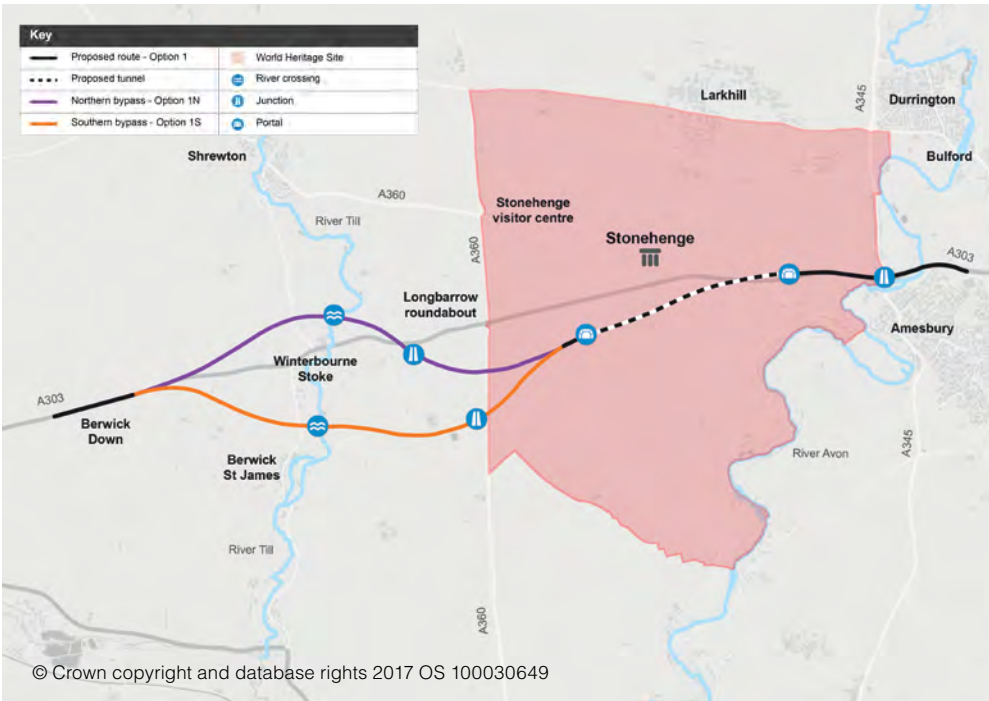 Key
Proposed route - Option 1
World Heritage Site
Proposed tunnel
River crossing
Northern bypass - Option 1N
Junction
Southern bypass - Option 1S
Portal
Larkhill
A345
Durrington
Shrewton
Bulford
A360
River Till
Stonehenge
visitor centre
A360
Stonehenge
A303
Longbarrow
roundabout
Amesbury
Winterbourne
Stoke
A303
Berwick
Down
Berwick
St James
A345
River Avon
River Till
A360
© Crown copyright and database rights 2017 OS 100030649